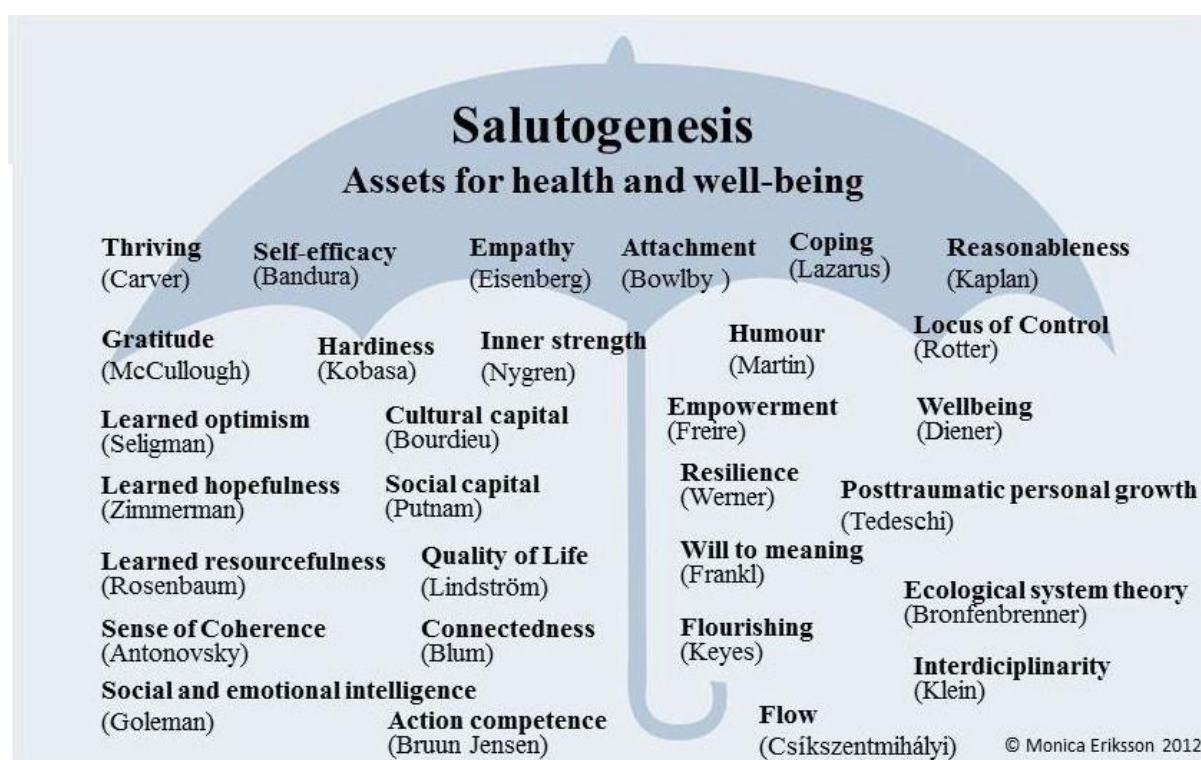 Salutogenesis
Assets for health and well-being
Thriving
(Carver)
Self-efficacy
(Bandura)
Empathy
(Eisenberg)
Attachment
(Bowlby )
Coping
(Lazarus)
Reasonableness
(Kaplan)
Gratitude
(McCullough)
Hardiness
(Kobasa)
Inner strength
(Nygren)
Humour
(Martin)
Locus of Control
(Rotter)
Learned optimism
(Seligman)
Cultural capital
(Bourdieu)
Empowerment
(Freire)
Wellbeing
(Diener)
Learned hopefulness
(Zimmerman)
Social capital
(Putnam)
Resilience
(Werner)
Posttraumatic personal growth
(Tedeschi)
Learned resourcefulness
(Rosenbaum)
Quality of Life
(Lindström)
Will to meaning
(Frankl)
Ecological system theory
(Bronfenbrenner)
Sense of Coherence
(Antonovsky)
Connectedness
(Blum)
Flourishing
(Keyes)
Interdiciplinarity
(Klein)
Social and emotional intelligence
(Goleman)
Action competence
(Bruun Jensen)
Flow
(Csíkszentmihályi)
© Monica Eriksson 2012